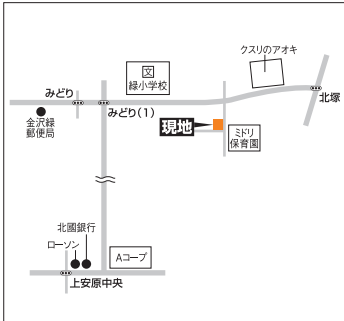 クスリのアオキ
文
緑小学校
みどり
みどり(1)
北塚
金沢緑
郵便局
現地
ミドリ
保育園
北國銀行
ローソン
Aコープ
上安原中央